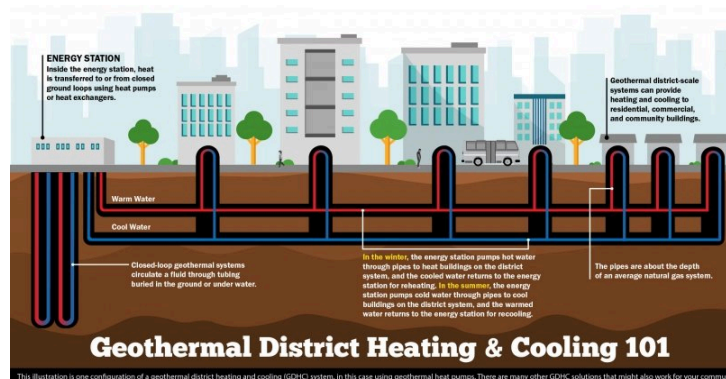 ENERGY STATION
Inside the energy station, heat
is transferred to or from closed
ground loops using heat pumps
or heat exchangers.
Geothermal district-scale
systems can provide
heating and cooling to
residential, commercial,
and community buildings.
Warm Water
Cool Water
Closed-loop geothermal systems
circulate a fluid through tubing
buried in the ground or under water.
In the winter, the energy station pumps hot water
through pipes to heat buildings on the district
system, and the cooled water returns to the energy
station for reheating. In the summer, the energy
station pumps cold water through pipes to cool
buildings on the district system, and the warmed
water returns to the energy station for recooling.
The pipes are about the depth
of an average natural gas system.
Geothermal District Heating & Cooling 101
This illustration is one configuration of a geothermal district heating and cooling (GDHC) system, in this case using geothermal heat pumps. There are many other GDHC solutions that might also work for your